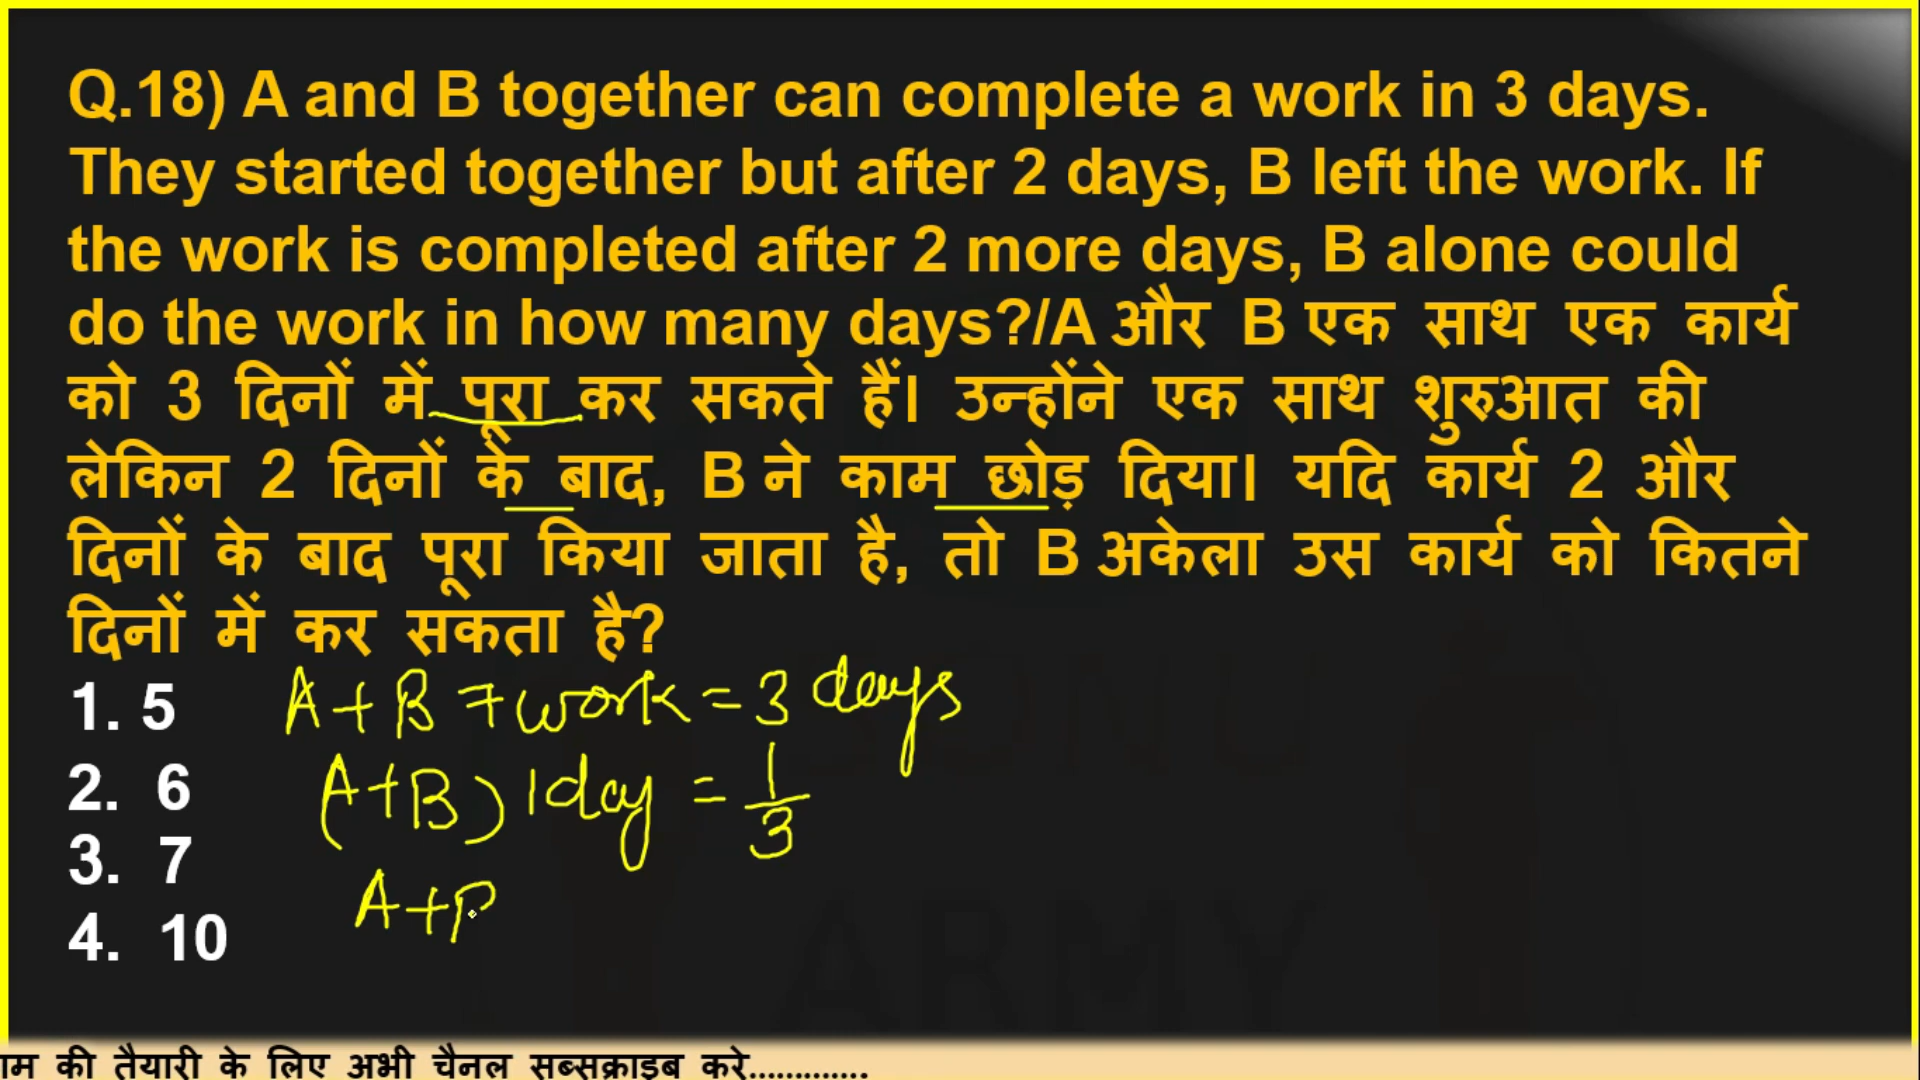 Q.18) A and B together can complete a work in 3 days.
They started together but after 2 days, B left the work. If
the work is completed after 2 more days, B alone could
do the work in how many days?/A और B एक साथ एक कार्य
को 3 दिनों में पूरा कर सकते हैं। उन्होंने एक साथ शुरुआत की
लेकिन 2 दिनों के बाद, B ने काम छोड़ दिया। यदि कार्य 2 और
दिनों के बाद पूरा किया जाता है, तो B अकेला उस कार्य को कितने
दिनों में कर सकता है?
1. 5
A+B → work = 3 days
2. 6
(A+B) 1day = 1/3
3. 7
A+
4. 10
ARMY
की तैयारी के लिए अभी चैनल सब्सक्राइब करे.............